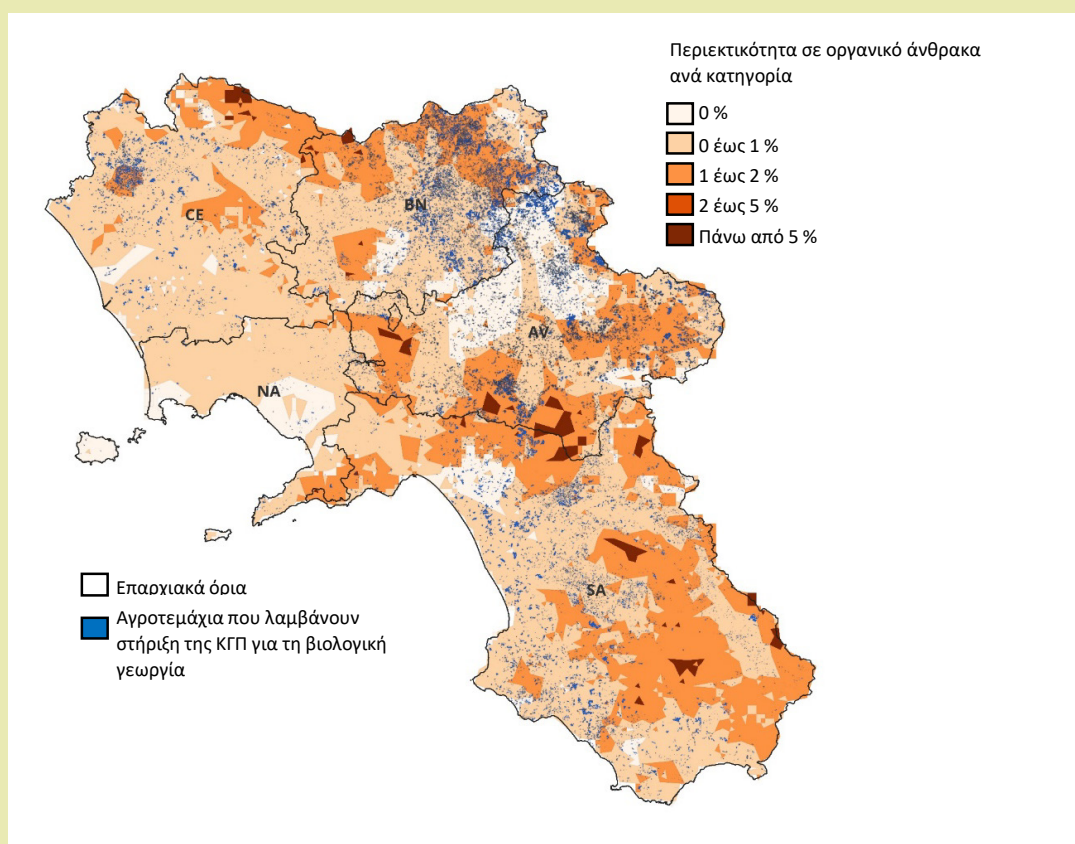 Περιεκτικότητα σε οργανικό άνθρακα
ανά κατηγορία
0 %
0 έως 1 %
1 έως 2 %
2 έως 5 %
Πάνω από 5 %
CE
BN
AV
NA
SA
Επαρχιακά όρια
Αγροτεμάχια που λαμβάνουν
στήριξη της ΚΓΠ για τη βιολογική
γεωργία